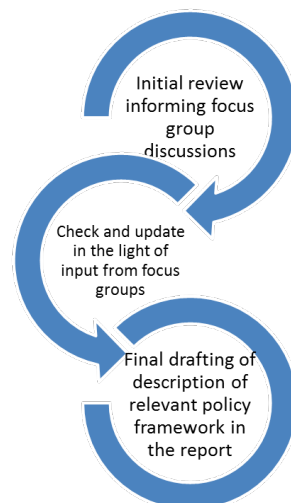 Initial review
informing focus
group
discussions
Check and update
in the light of
input from focus
groups
Final drafting of
description of
relevant policy
framework in
the report